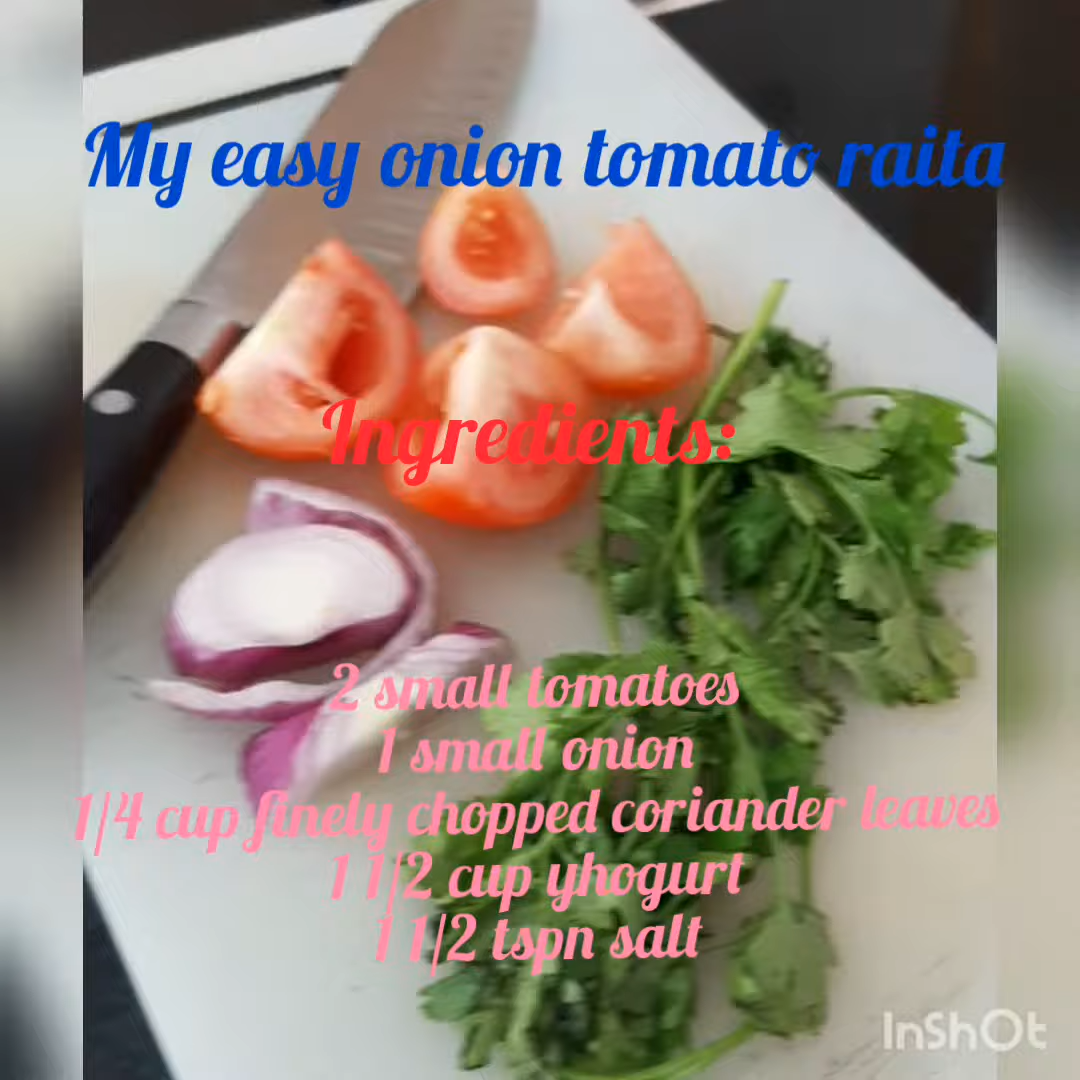 My easy onion tomato raita
Ingredients:
2 small tomatoes
1 small onion
1/4 cup finely chopped coriander leaves
1 1/2 cup yhogurt
1 1/2 tspn salt
InShOt